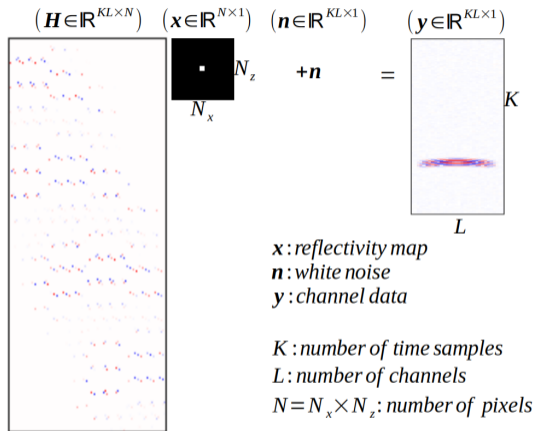 (H∈ℝ^{KL×N}) (x∈ℝ^{N×1}) (n∈ℝ^{KL×1}) (y∈ℝ^{KL×1})
N_z +n = K
N_x
L
x:reflectivity map
n:white noise
y:channel data
K:number of time samples
L:number of channels
N=N_x×N_z:number of pixels